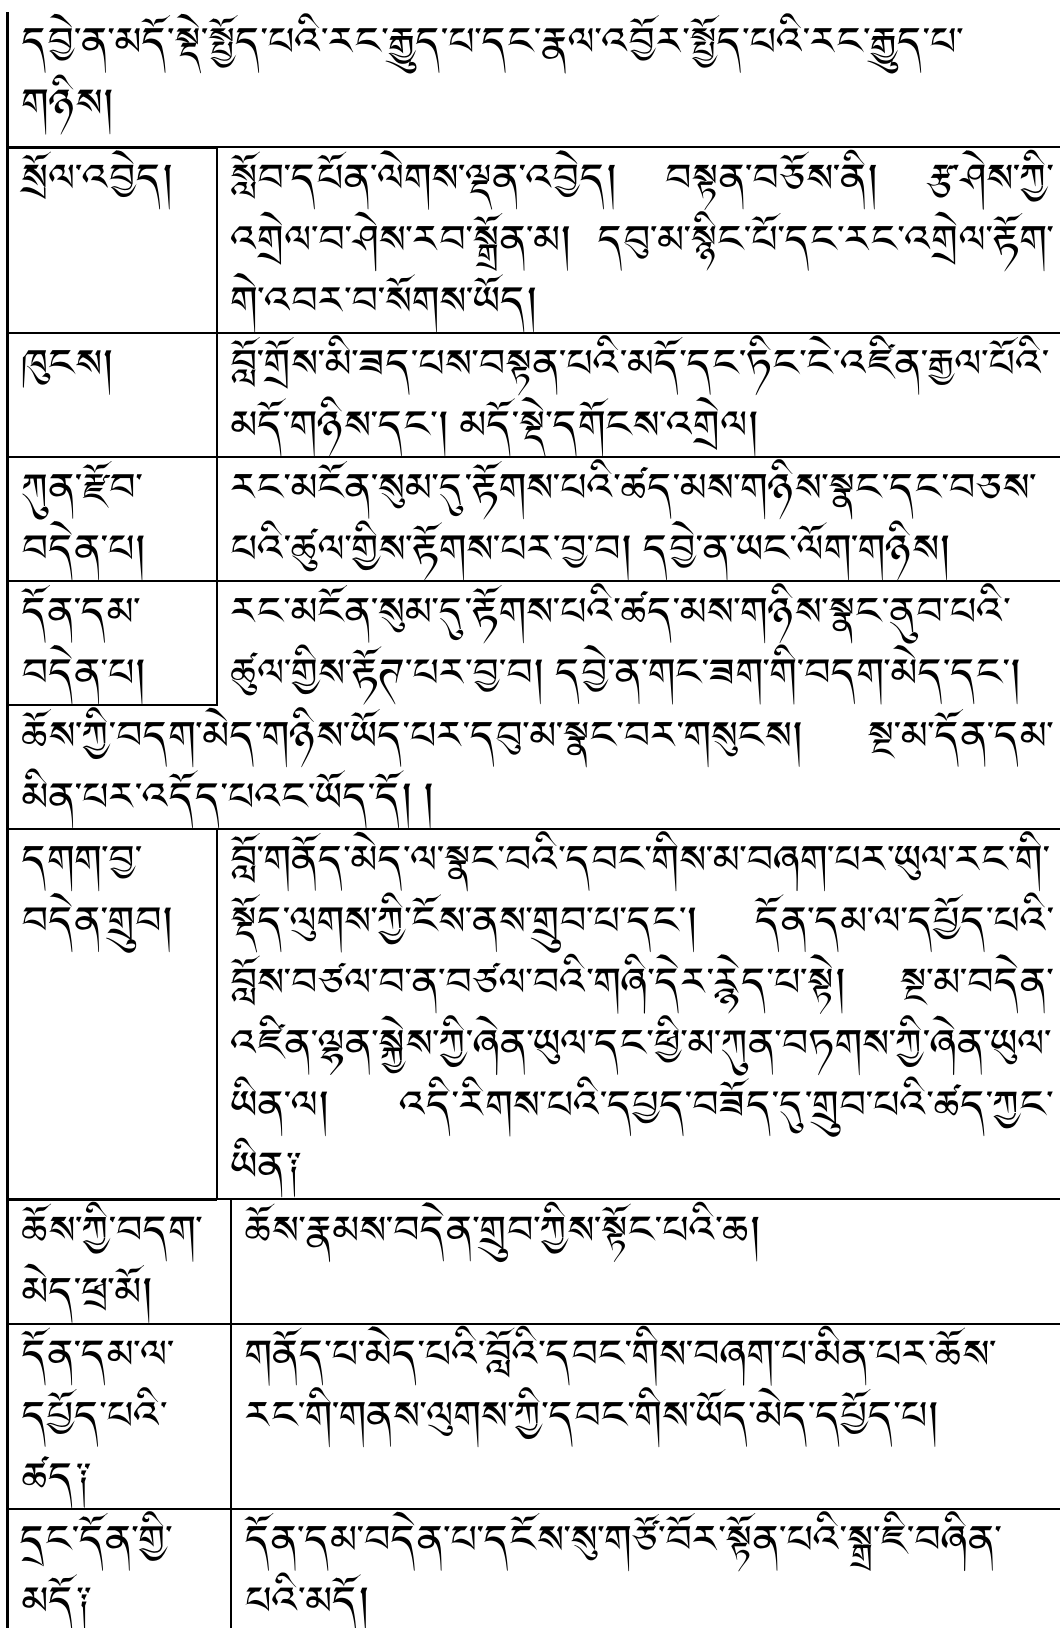 དབྱེ་ན་མདོ་སྡེ་སྤྱོད་པའི་རང་རྒྱུད་པ་དང་རྣལ་འབྱོར་སྤྱོད་པའི་རང་རྒྱུད་པ་
གཉིས།
སྲོལ་འབྱེད།
སློབ་དཔོན་ལེགས་ལྡན་འབྱེད། བསྟན་བཅོས་ནི། རྩ་ཤེས་ཀྱི་
འགྲེལ་བ་ཤེས་རབ་སྒྲོན་མ། དབུ་མ་སྙིང་པོ་དང་རང་འགྲེལ་རྟོག་
གེ་འབར་བ་སོགས་ཡོད།
ཁུངས།
བློ་གྲོས་མི་ཟད་པས་བསྟན་པའི་མདོ་དང་ཏིང་ངེ་འཛིན་རྒྱལ་པོའི་
མདོ་གཉིས་དང་། མདོ་སྡེ་དགོངས་འགྲེལ།
ཀུན་རྫོབ་
བདེན་པ།
རང་མངོན་སུམ་དུ་རྟོགས་པའི་ཚད་མས་གཉིས་སྣང་དང་བཅས་
པའི་ཚུལ་གྱིས་རྟོགས་པར་བྱ་བ། དབྱེ་ན་ཡང་ལོག་གཉིས།
དོན་དམ་
བདེན་པ།
རང་མངོན་སུམ་དུ་རྟོགས་པའི་ཚད་མས་གཉིས་སྣང་ནུབ་པའི་
ཚུལ་གྱིས་རྟོཊ་པར་བྱ་བ། དབྱེ་ན་གང་ཟག་གི་བདག་མེད་དང་།
ཆོས་ཀྱི་བདག་མེད་གཉིས་ཡོད་པར་དབུ་མ་སྣང་བར་གསུངས། སྔ་མ་དོན་དམ་
མིན་པར་འདོད་པའང་ཡོད་དོ། །
དགག་བྱ་
བདེན་གྲུབ།
བློ་གནོད་མེད་ལ་སྣང་བའི་དབང་གིས་མ་བཞག་པར་ཡུལ་རང་གི་
སྡོད་ལུགས་ཀྱི་ངོས་ནས་གྲུབ་པ་དང་། དོན་དམ་ལ་དཔྱོད་པའི་
བློས་བཙལ་བ་ན་བཙལ་བའི་གཞི་དེར་རྙེད་པ་སྟེ། སྔ་མ་བདེན་
འཛིན་ལྷན་སྐྱེས་ཀྱི་ཞེན་ཡུལ་དང་ཕྱི་མ་ཀུན་བཏགས་ཀྱི་ཞེན་ཡུལ་
ཡིན་ལ། འདི་རིགས་པའི་དཔྱད་བཟོད་དུ་གྲུབ་པའི་ཚད་ཀྱང་
ཡིན༑
ཆོས་ཀྱི་བདག་
མེད་ཕྲ་མོ།
ཆོས་རྣམས་བདེན་གྲུབ་ཀྱིས་སྟོང་པའི་ཆ།
དོན་དམ་ལ་
དཔྱོད་པའི་
ཚད༑
གནོད་པ་མེད་པའི་བློའི་དབང་གིས་བཞག་པ་མིན་པར་ཆོས་
རང་གི་གནས་ལུགས་ཀྱི་དབང་གིས་ཡོད་མེད་དཔྱོད་པ།
དྲང་དོན་གྱི་
མདོ༑
དོན་དམ་བདེན་པ་དངོས་སུ་གཙོ་བོར་སྟོན་པའི་སྒྲ་ཇི་བཞིན་
པའི་མདོ།